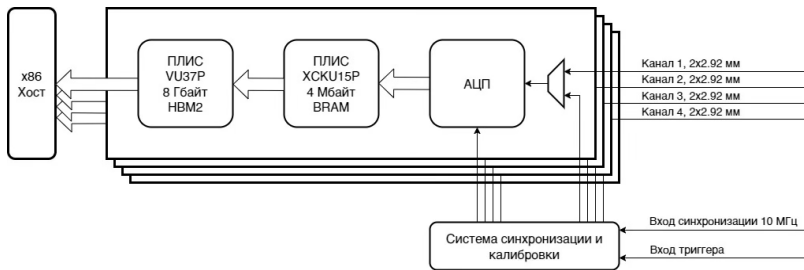 x86
Хост
ПЛИС
VU37P
8 Гбайт
HBM2
ПЛИС
XCKU15P
4 Мбайт
BRAM
АЦП
Канал 1, 2x2.92 мм
Канал 2, 2x2.92 мм
Канал 3, 2x2.92 мм
Канал 4, 2x2.92 мм
Система синхронизации и
калибровки
Вход синхронизации 10 МГц
Вход триггера